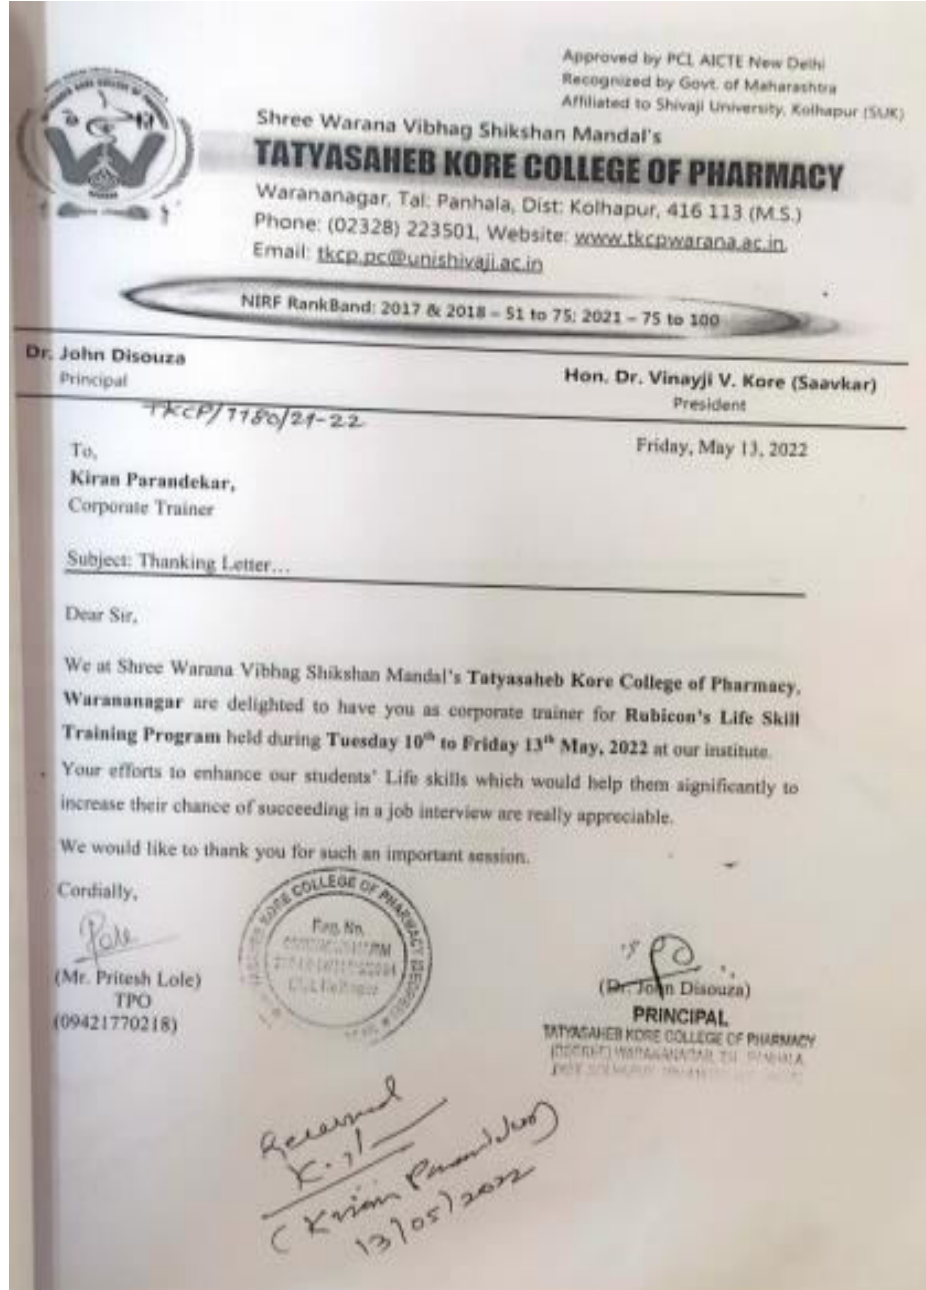 Approved by PCI, AICTE New Delhi
Recognized by Govt. of Maharashtra
Affiliated to Shivaji University, Kolhapur (SUK)
Shree Warana Vibhag Shikshan Mandal's
TATYASAHEB KORE COLLEGE OF PHARMACY
Warananagar, Tal: Panhala, Dist: Kolhapur, 416 113 (M.S.)
Phone: (02328) 223501, Website: www.tkcpwarana.ac.in,
Email: tkcp.pc@unishivaji.ac.in
NIRF RankBand: 2017 & 2018 – 51 to 75; 2021 – 75 to 100
Dr. John Disouza
Principal
Hon. Dr. Vinayji V. Kore (Saavkar)
President
TKCP/1180/21-22
Friday, May 13, 2022
To,
Kiran Parandekar,
Corporate Trainer
Subject: Thanking Letter…
Dear Sir,
We at Shree Warana Vibhag Shikshan Mandal's Tatyasaheb Kore College of Pharmacy,
Warananagar are delighted to have you as corporate trainer for Rubicon's Life Skill
Training Program held during Tuesday 10th to Friday 13th May, 2022 at our institute.
Your efforts to enhance our students' Life skills which would help them significantly to
increase their chance of succeeding in a job interview are really appreciable.
We would like to thank you for such an important session.
Cordially,
(Mr. Pritesh Lole)
TPO
(09421770218)
KORE COLLEGE OF PHARMACY
Reg. No.
(Dr. John Disouza)
PRINCIPAL
TATYASAHEB KORE COLLEGE OF PHARMACY
WARANANAGAR, PANHALA
Received
(Kiran Parandekar)
13/05/2022